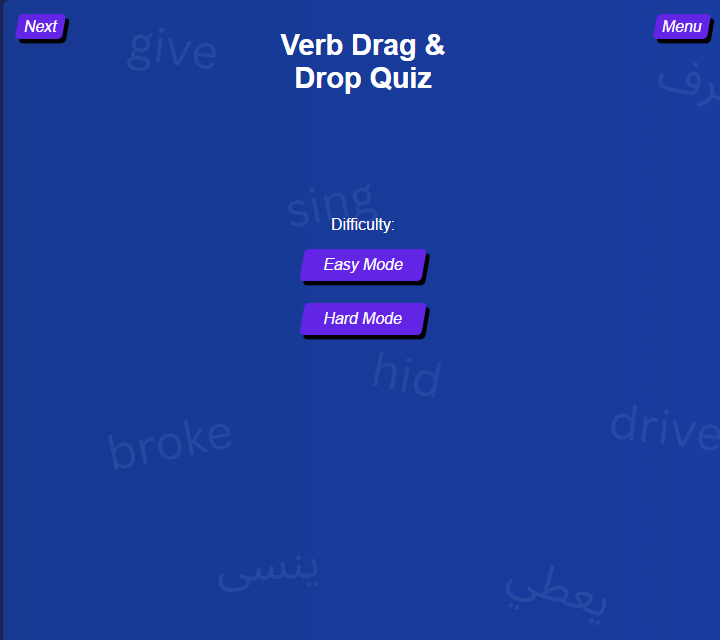 Next
give
Verb Drag &
Drop Quiz
Menu
sing
Difficulty:
Easy Mode
Hard Mode
hid
drive
broke
ينسى
يعطي